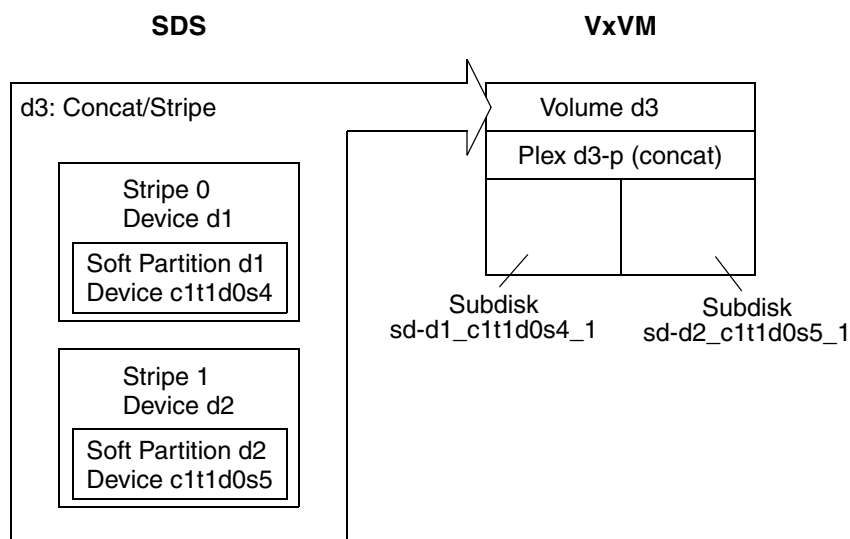 SDS
VxVM
d3: Concat/Stripe
Stripe 0
Device d1
Soft Partition d1
Device c1t1d0s4
Stripe 1
Device d2
Soft Partition d2
Device c1t1d0s5
Volume d3
Plex d3-p (concat)
Subdisk
sd-d1_c1t1d0s4_1
Subdisk
sd-d2_c1t1d0s5_1